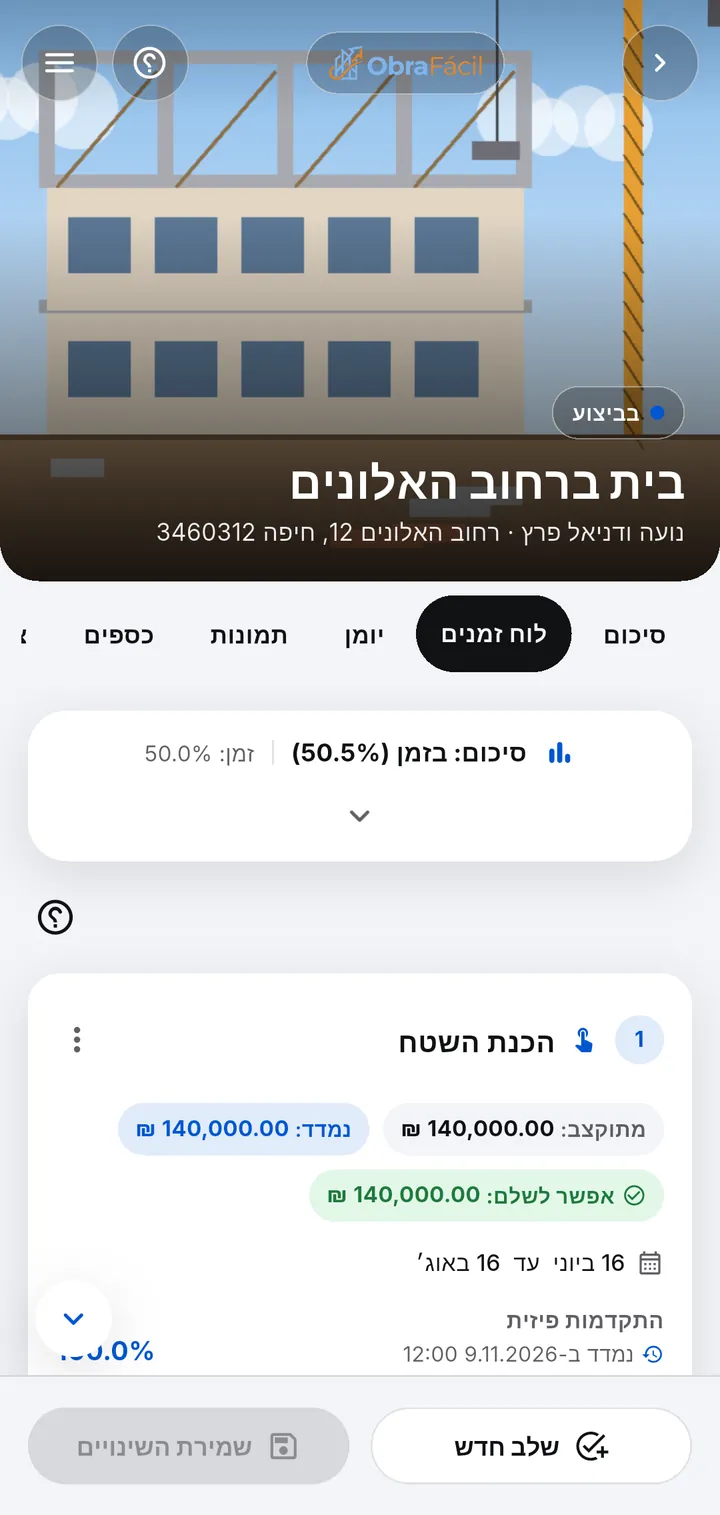 ObraFácil
בביצוע
בית ברחוב האלונים
נועה ודניאל פרץ · רחוב האלונים 12, חיפה 3460312
סיכום
לוח זמנים
יומן
תמונות
כספים
סיכום: בזמן (50.5%)
זמן: 50.0%
1
הכנת השטח
מתוקצב: 140,000.00 ₪
נמדד: 140,000.00 ₪
אפשר לשלם: 140,000.00 ₪
16 ביוני עד 16 באוג׳
התקדמות פיזית
נמדד ב-9.11.2026 12:00
שלב חדש
שמירת השינויים